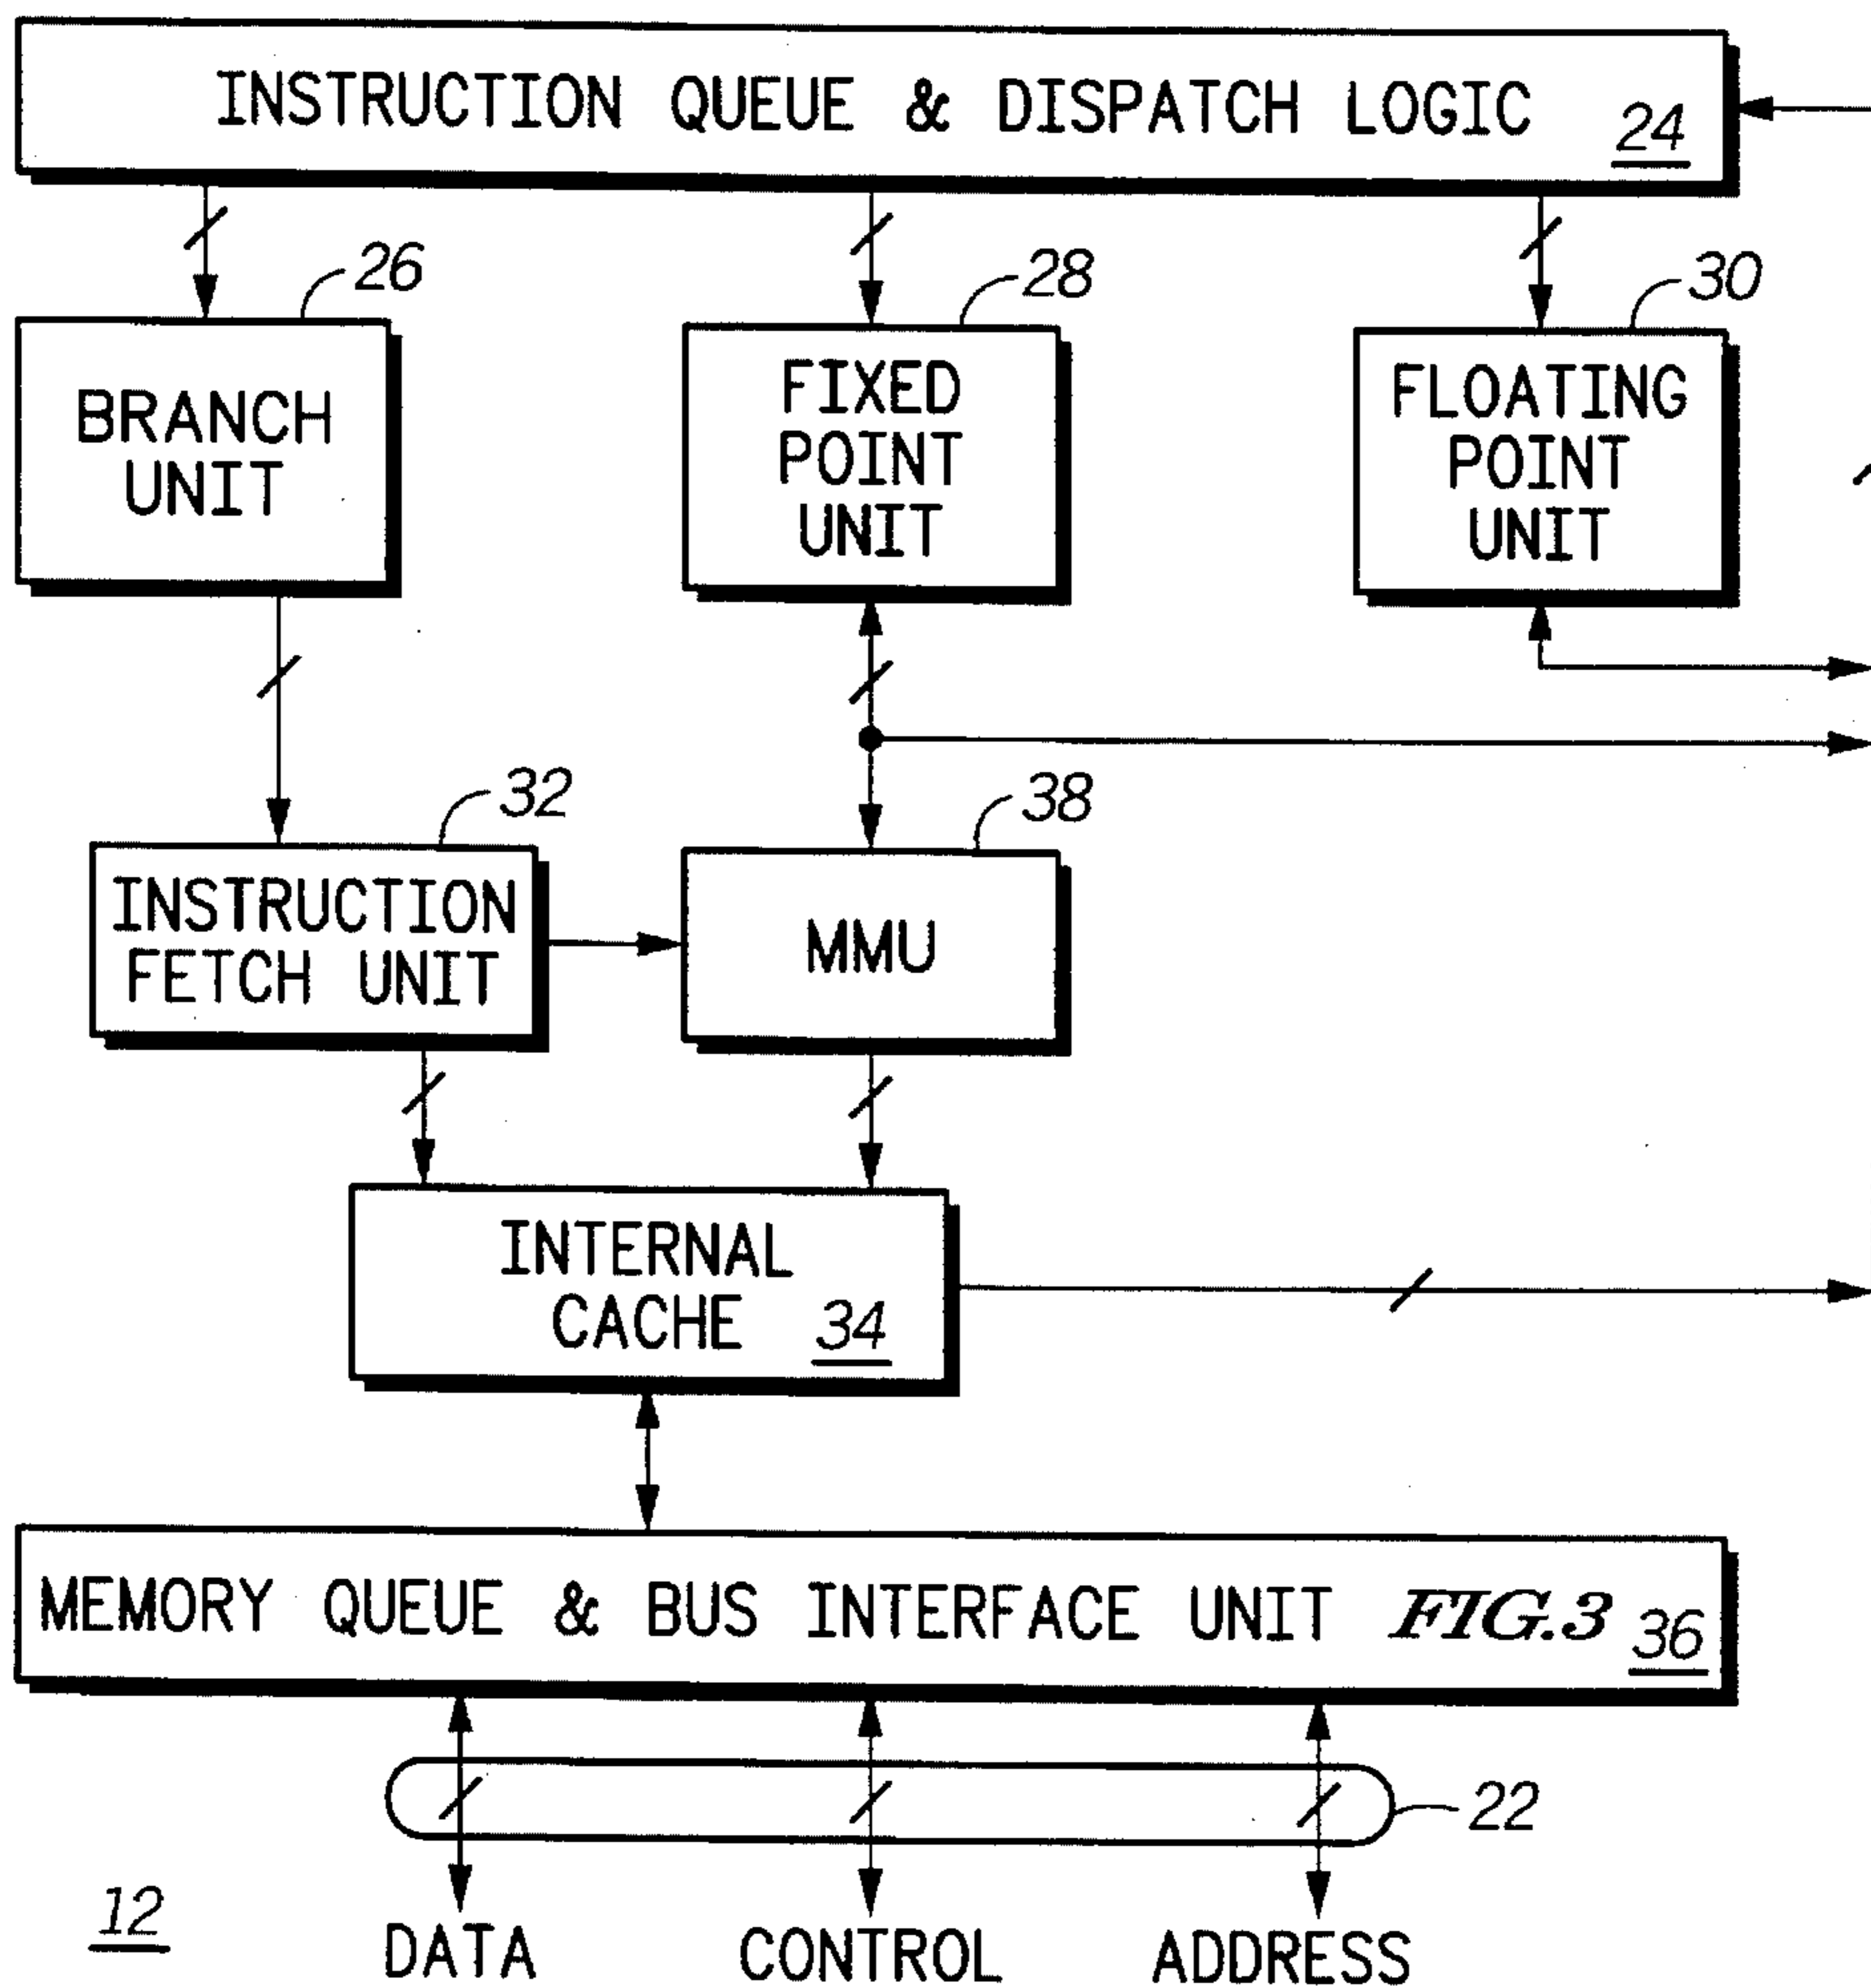 INSTRUCTION QUEUE & DISPATCH LOGIC 24
26
28
30
BRANCH
UNIT
FIXED
POINT
UNIT
FLOATING
POINT
UNIT
32
38
INSTRUCTION
FETCH UNIT
MMU
INTERNAL
CACHE 34
MEMORY QUEUE & BUS INTERFACE UNIT FIG.3 36
22
12
DATA
CONTROL
ADDRESS